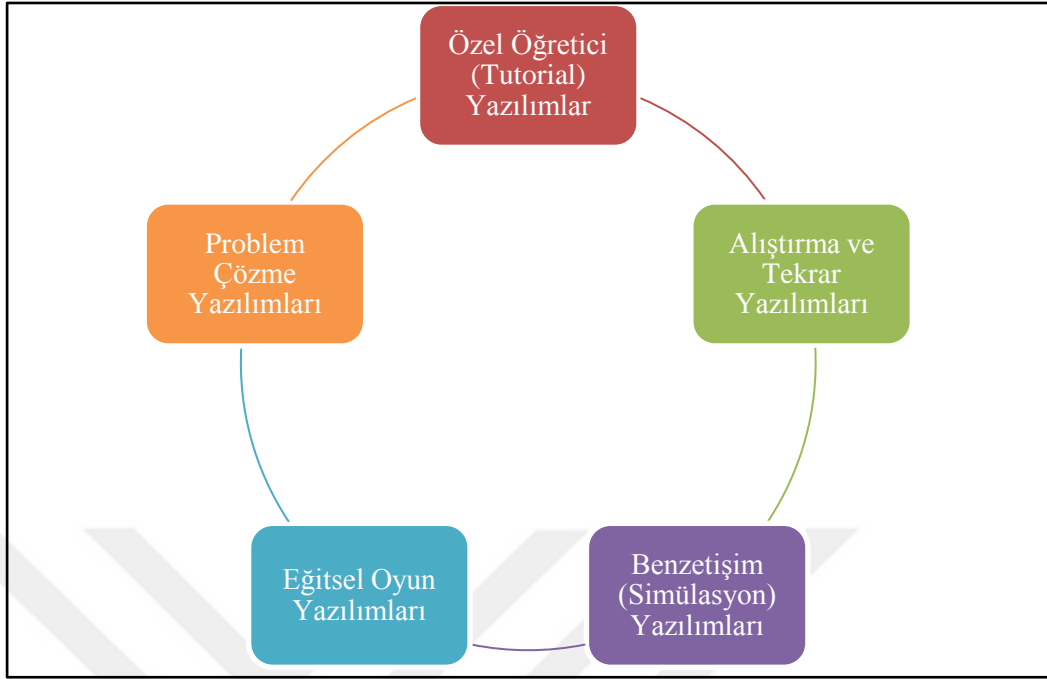 Özel Öğretici
(Tutorial)
Yazılımlar
Alıştırma ve
Tekrar
Yazılımları
Benzetişim
(Simülasyon)
Yazılımları
Eğitsel Oyun
Yazılımları
Problem
Çözme
Yazılımları